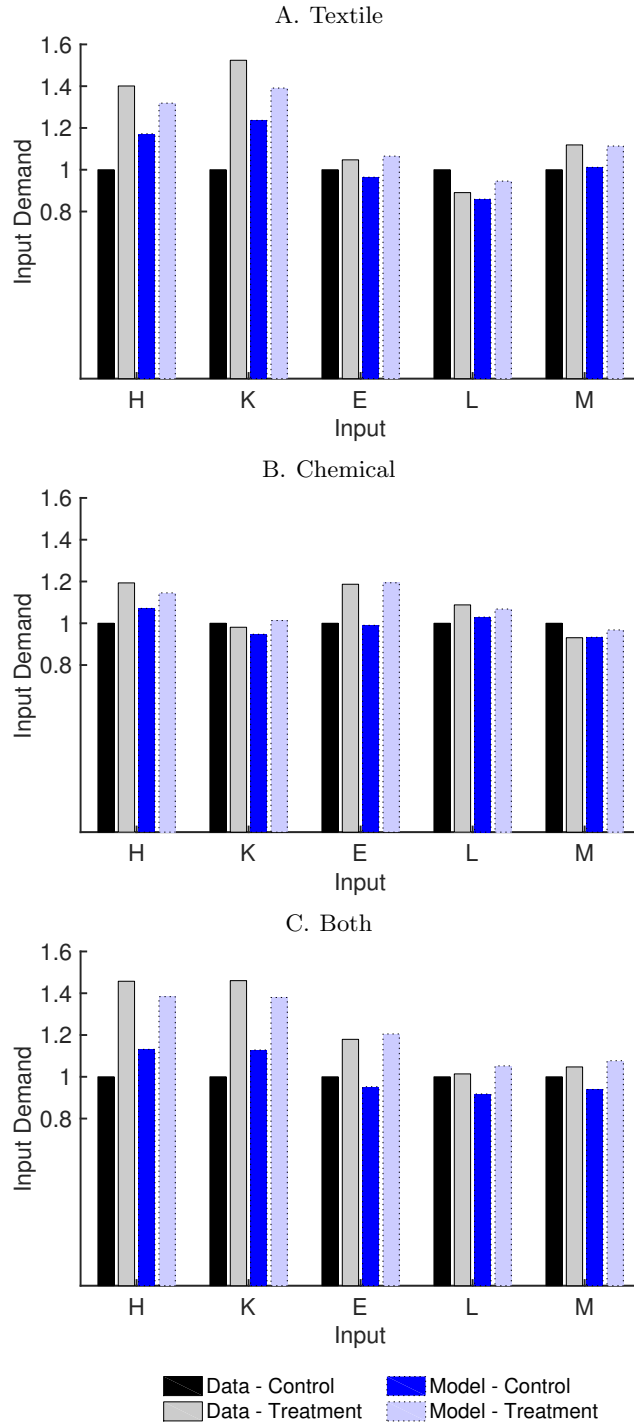 A. Textile
1.6
1.4
1.2
1
0.8
Input Demand
H K E L M
Input
B. Chemical
1.6
1.4
1.2
1
0.8
Input Demand
H K E L M
Input
C. Both
1.6
1.4
1.2
1
0.8
Input Demand
H K E L M
Input
Data - Control Model - Control
Data - Treatment Model - Treatment